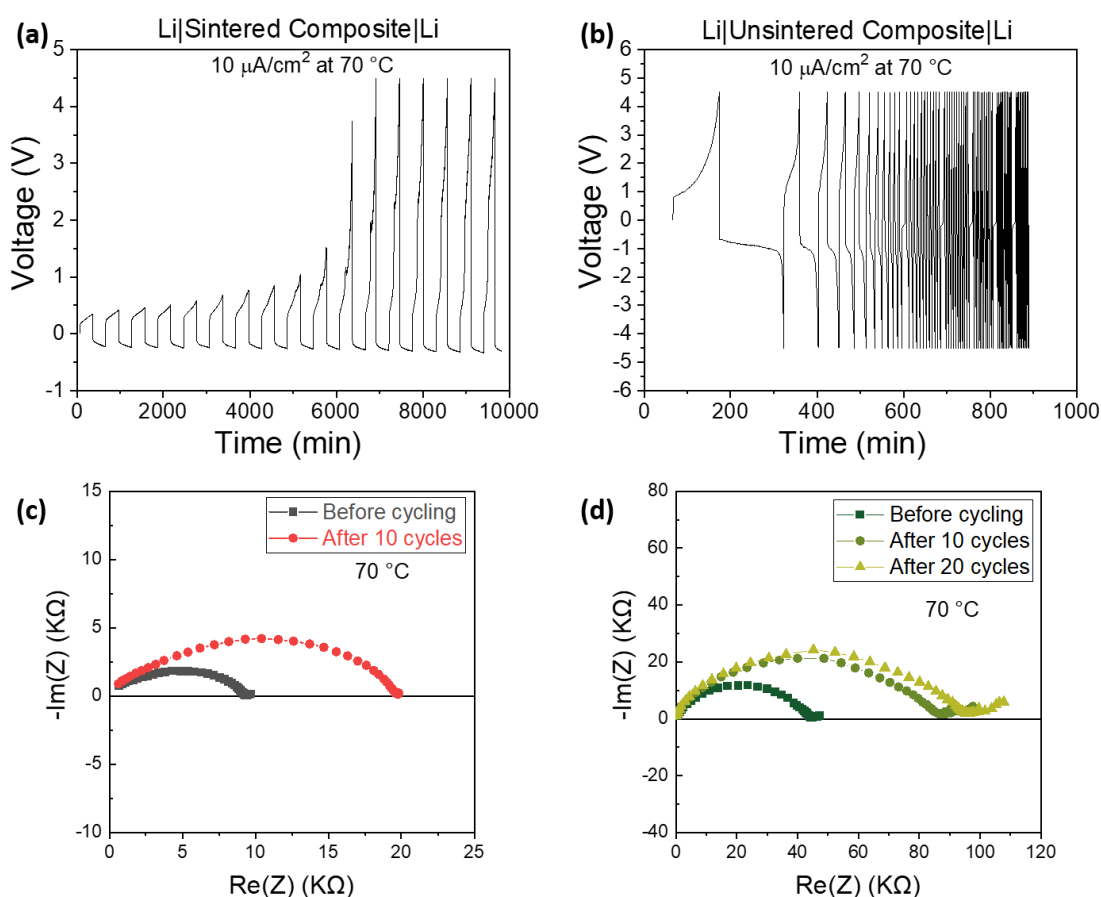 (a)
Li|Sintered Composite|Li
10 μA/cm² at 70 °C
5
4
3
2
1
0
-1
Voltage (V)
0
2000
4000
6000
8000
10000
Time (min)
(b)
Li|Unsintered Composite|Li
10 μA/cm² at 70 °C
6
5
4
3
2
1
0
-1
-2
-3
-4
-5
-6
Voltage (V)
0
200
400
600
800
1000
Time (min)
(c)
Before cycling
After 10 cycles
70 °C
15
10
5
0
-5
-10
-Im(Z) (KΩ)
0
5
10
15
20
25
Re(Z) (KΩ)
(d)
Before cycling
After 10 cycles
After 20 cycles
70 °C
80
60
40
20
0
-20
-40
-Im(Z) (KΩ)
0
20
40
60
80
100
120
Re(Z) (KΩ)